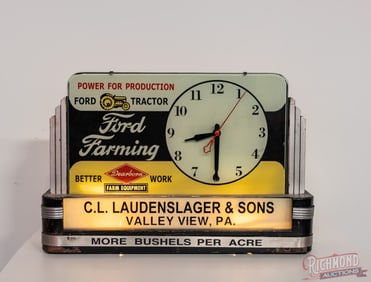 POWER FOR PRODUCTION
FORD TRACTOR
Ford
Farming
BETTER Dearborn WORK
FARM EQUIPMENT
12
1
2
3
4
5
6
7
8
9
10
11
C.L. LAUDENSLAGER & SONS
VALLEY VIEW, PA.
MORE BUSHELS PER ACRE
RICHMOND
AUCTIONS